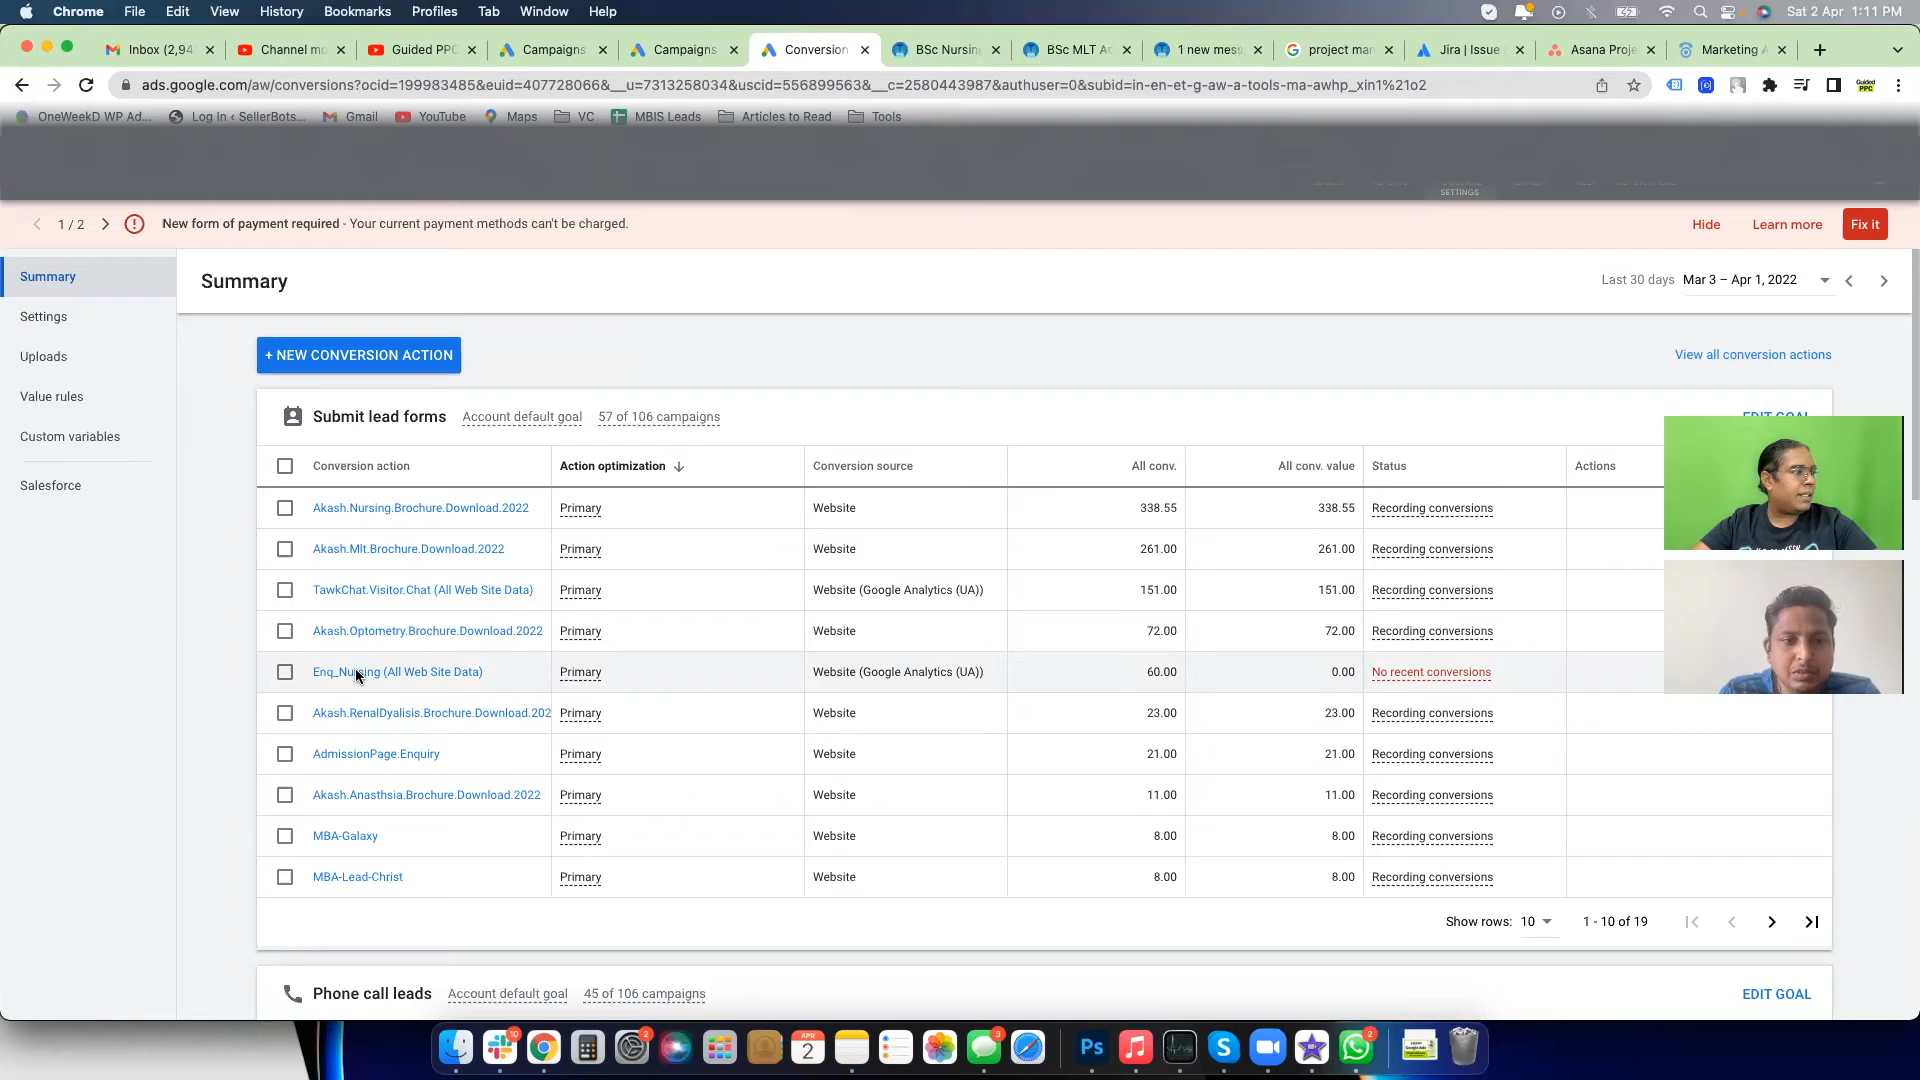 Chrome File Edit View History Bookmarks Profiles Tab Window Help Sat 2 Apr 1:11 PM
Inbox (2,94 Channel mo Guided PPC Campaigns Campaigns Conversion BSc Nursin BSc MLT A 1 new mess project man Jira | Issue Asana Proje Marketing A
ads.google.com/aw/conversions?ocid=199983485&euid=407728066&__u=7313258034&uscid=556899563&__c=2580443987&authuser=0&subid=in-en-et-g-aw-a-tools-ma-awhp_xin1%21o2
OneWeekD WP Ad... Log In ‹ SellerBots... Gmail YouTube Maps VC MBIS Leads Articles to Read Tools
SETTINGS
1 / 2 New form of payment required - Your current payment methods can't be charged. Hide Learn more Fix it
Summary
Settings
Uploads
Value rules
Custom variables
Salesforce
Summary Last 30 days Mar 3 – Apr 1, 2022
+ NEW CONVERSION ACTION View all conversion actions
Submit lead forms Account default goal 57 of 106 campaigns EDIT GOAL
Conversion action Action optimization Conversion source All conv. All conv. value Status Actions
Akash.Nursing.Brochure.Download.2022 Primary Website 338.55 338.55 Recording conversions
Akash.Mlt.Brochure.Download.2022 Primary Website 261.00 261.00 Recording conversions
TawkChat.Visitor.Chat (All Web Site Data) Primary Website (Google Analytics (UA)) 151.00 151.00 Recording conversions
Akash.Optometry.Brochure.Download.2022 Primary Website 72.00 72.00 Recording conversions
Enq_Nursing (All Web Site Data) Primary Website (Google Analytics (UA)) 60.00 0.00 No recent conversions
Akash.RenalDyalisis.Brochure.Download.202 Primary Website 23.00 23.00 Recording conversions
AdmissionPage.Enquiry Primary Website 21.00 21.00 Recording conversions
Akash.Anasthsia.Brochure.Download.2022 Primary Website 11.00 11.00 Recording conversions
MBA-Galaxy Primary Website 8.00 8.00 Recording conversions
MBA-Lead-Christ Primary Website 8.00 8.00 Recording conversions
Show rows: 10 1 - 10 of 19
Phone call leads Account default goal 45 of 106 campaigns EDIT GOAL
10 2 APR 2 3 Ps 2